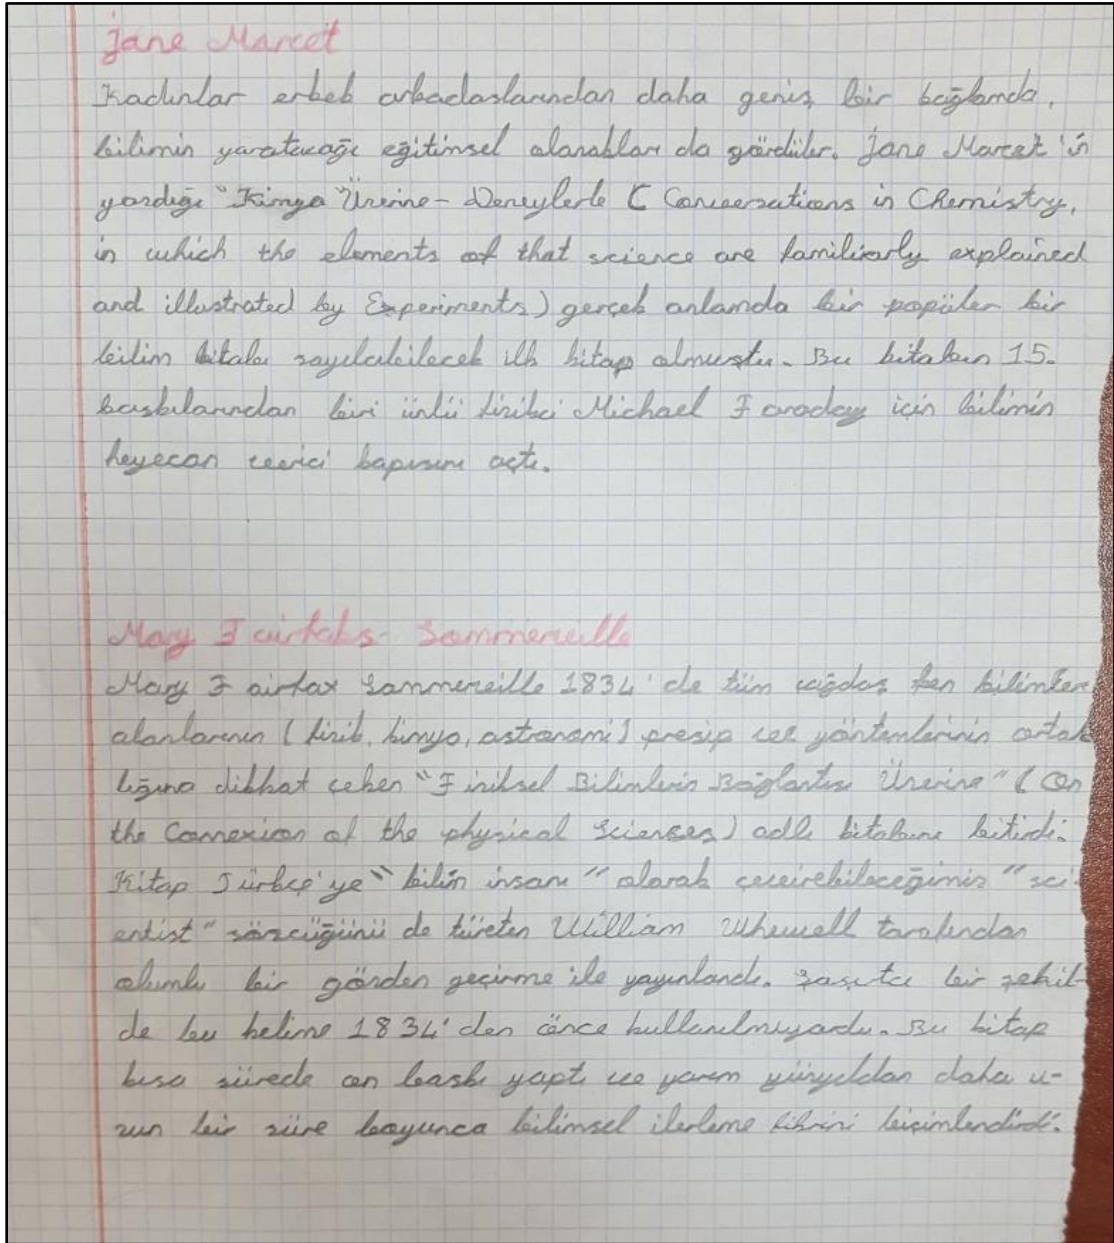 Jane Marcet
Kadınlar erkek arkadaşlarından daha geniş bir bağlamda,
bilimin yaratacağı eğitimsel olanakları da gördüler. Jane Marcet'in
yazdığı "Kimya Üzerine - Deneylerle ( Conversations in Chemistry,
in which the elements of that science are familiarly explained
and illustrated by Experiments) gerçek anlamda bir popüler bir
bilim kitabı sayılabilecek ilk kitap olmuştu. Bu kitabın 15.
baskılarından biri ünlü fizikçi Michael Faraday için bilimin
heyecan verici kapısını açtı.
Mary Fairfaks- Sommerville
Mary Fairfax Sommerville 1834'de tüm çağdaş fen bilimleri
alanlarının (fizik, kimya, astronomi) presip ve yöntemlerinin ortak
lığına dikkat çeken "Fiziksel Bilimlerin Bağlantısı Üzerine" (On
the Connexion of the physical Sciences) adlı kitabını bitirdi.
Kitap Türkçe'ye "bilim insanı" olarak çevirebileceğimiz "sci-
entist" sözcüğünü de türeten William Whewell tarafından
olumlu bir gözden geçirme ile yayınlandı. Şaşırtıcı bir şekil-
de bu kelime 1834'den önce kullanılmıyordu. Bu kitap
kısa sürede on baskı yaptı ve yarım yüzyıldan daha u-
zun bir süre boyunca bilimsel ilerleme fikrini biçimlendirdi.